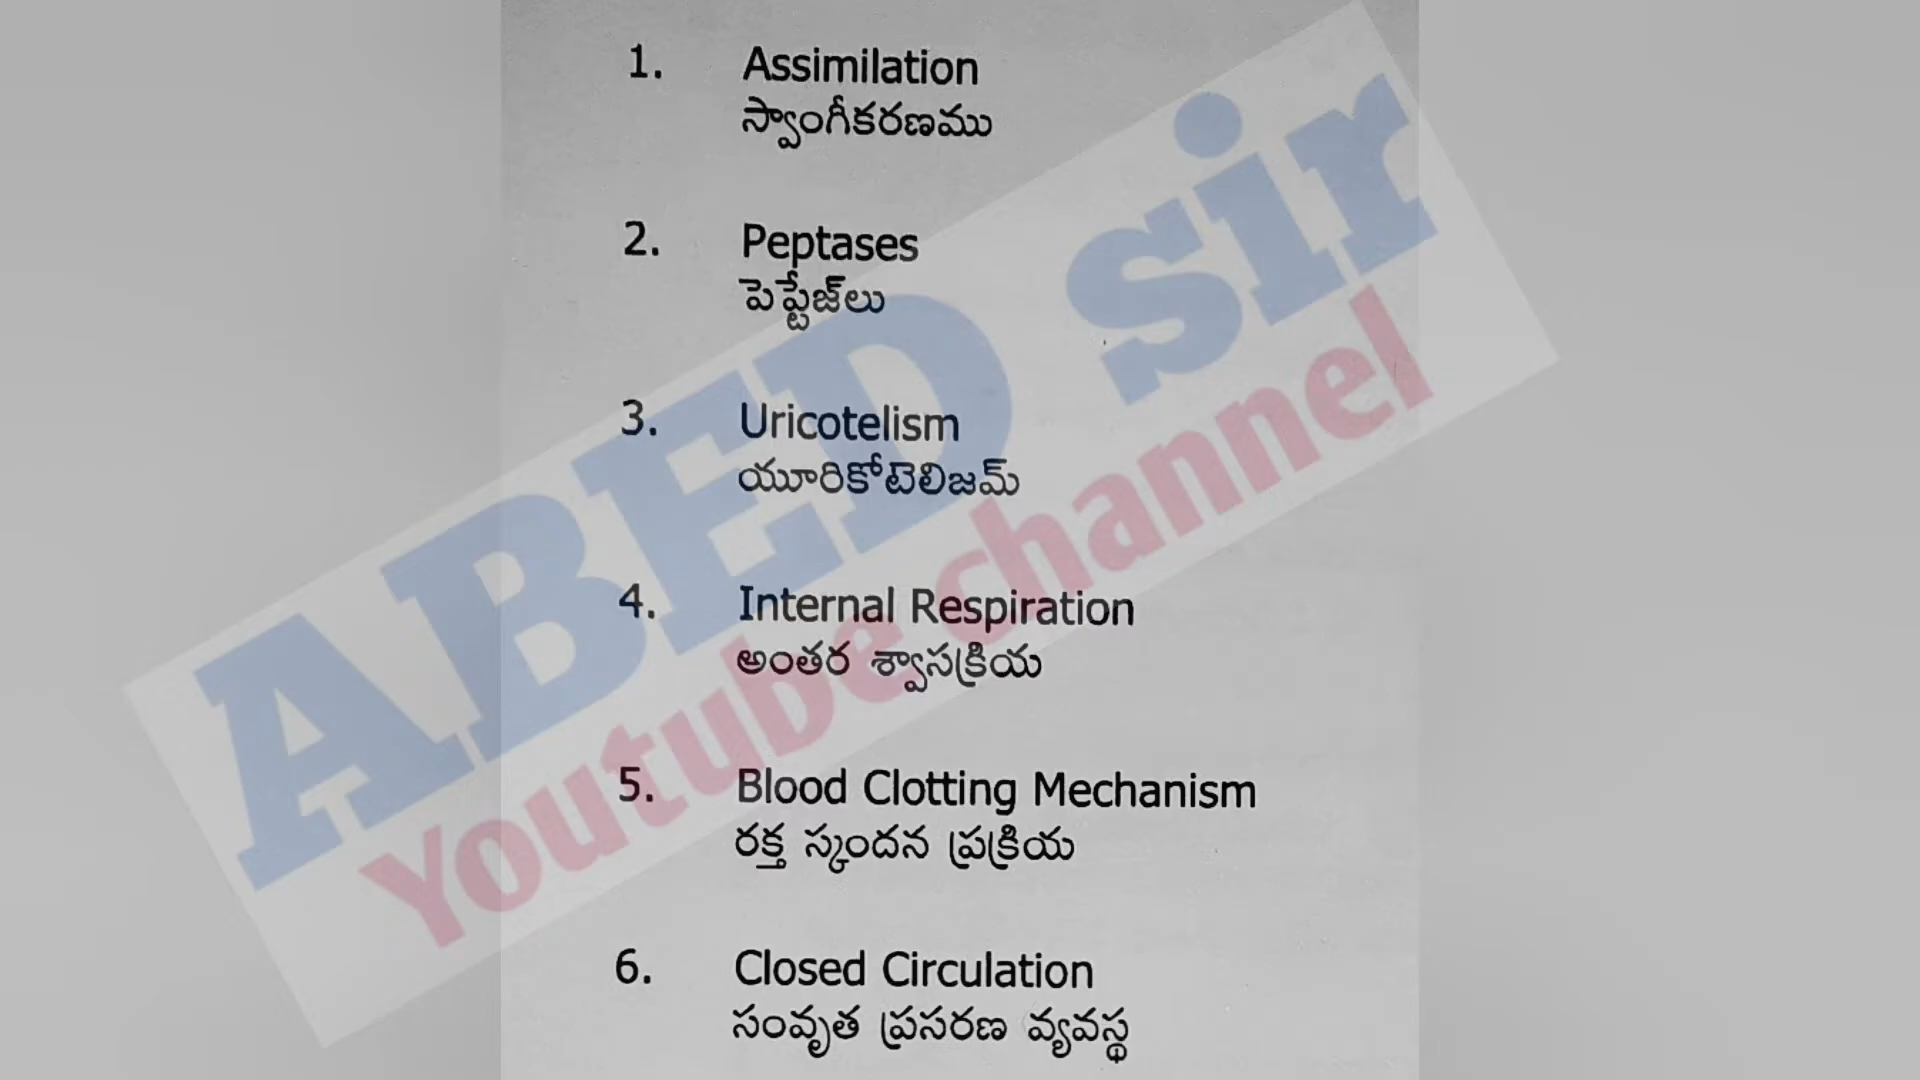 1. Assimilation
స్వాంగీకరణము
2. Peptases
పెప్టేజ్‌లు
3. Uricotelism
యూరికోటెలిజమ్
4. Internal Respiration
అంతర శ్వాసక్రియ
5. Blood Clotting Mechanism
రక్త స్కందన ప్రక్రియ
6. Closed Circulation
సంవృత ప్రసరణ వ్యవస్థ
ABED sir
Youtube channel